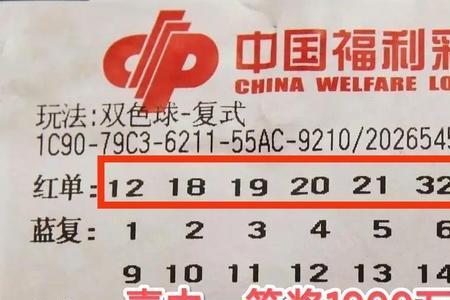 中国福利彩
CHINA WELFARE LO
玩法:双色球-复式
1C90-79C3-6211-55AC-9210/2026545
红单: 12 18 19 20 21 32
蓝复: 1 2 3 4 5 6
9 10 11 12 13 14